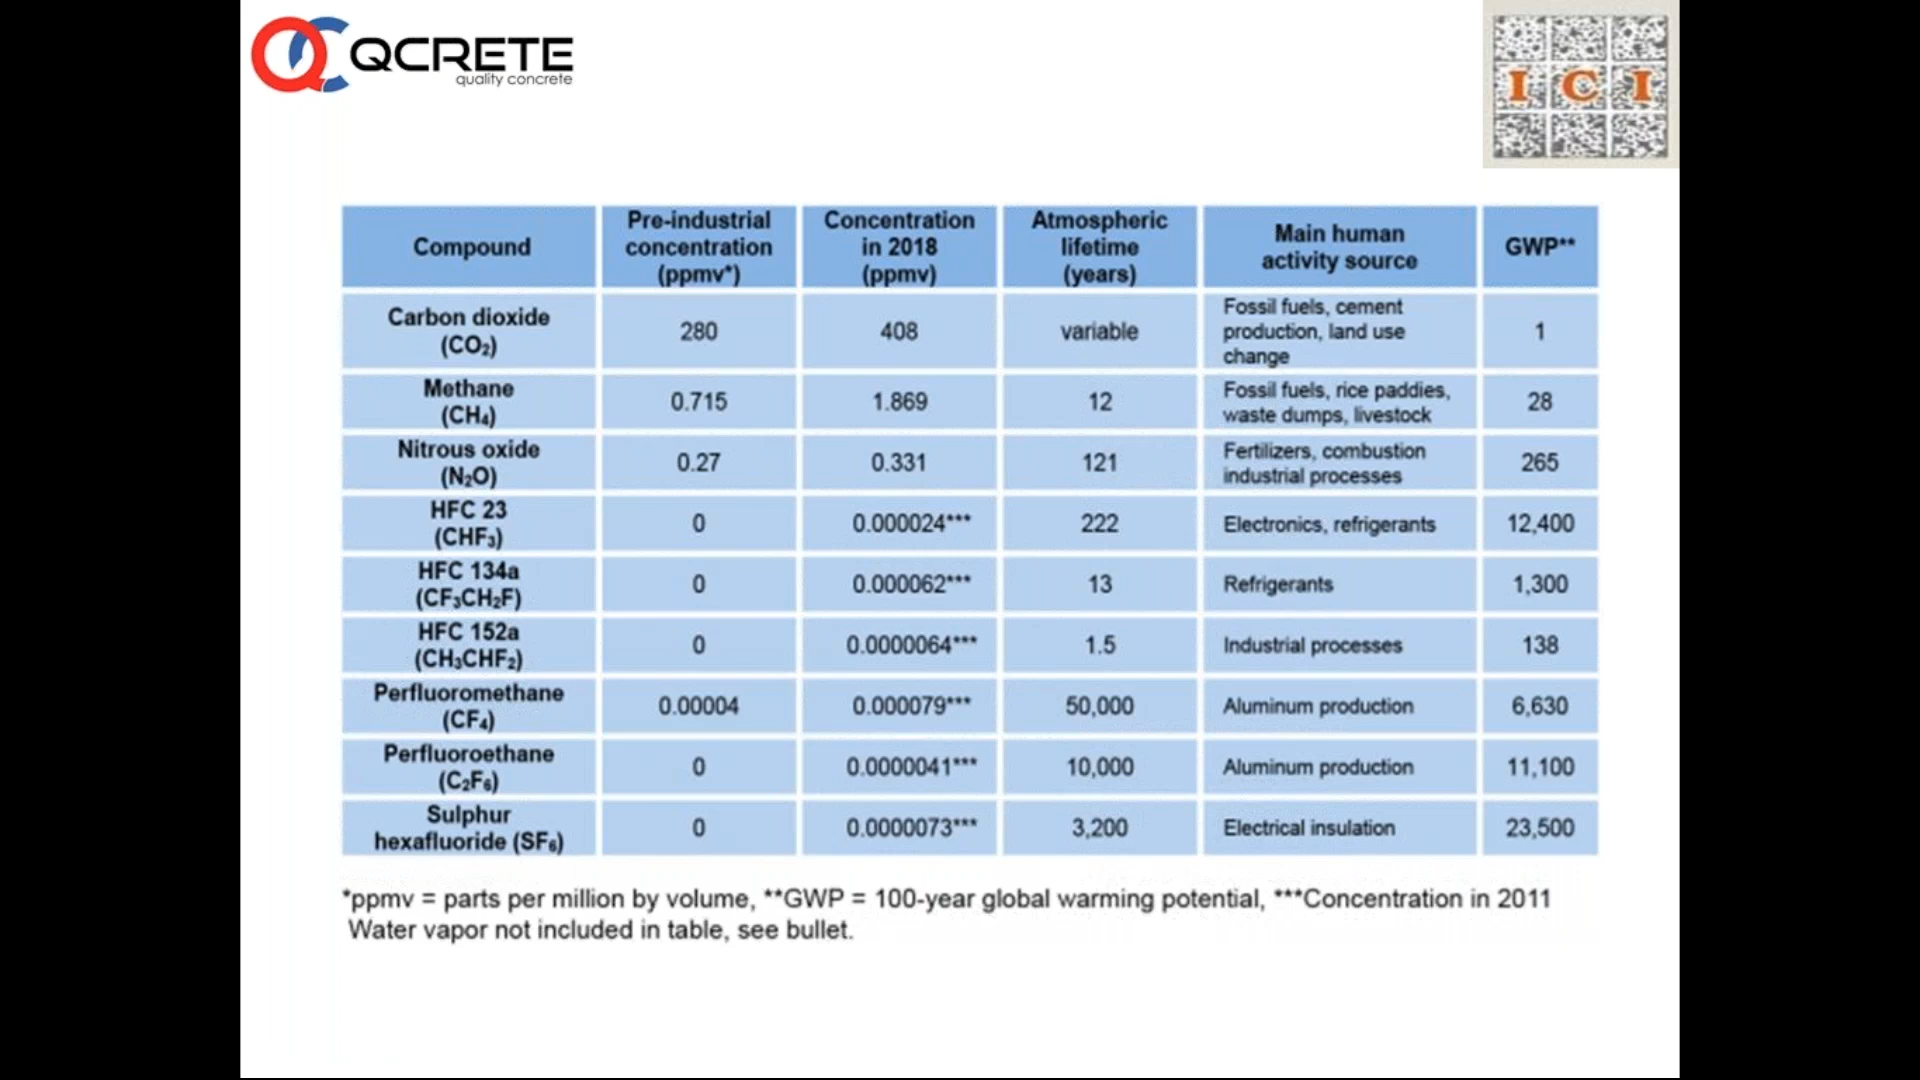 QCRETE
quality concrete
I C I
Compound
Pre-industrial
concentration
(ppmv*)
Concentration
in 2018
(ppmv)
Atmospheric
lifetime
(years)
Main human
activity source
GWP**
Carbon dioxide
(CO₂)
280
408
variable
Fossil fuels, cement
production, land use
change
1
Methane
(CH₄)
0.715
1.869
12
Fossil fuels, rice paddies,
waste dumps, livestock
28
Nitrous oxide
(N₂O)
0.27
0.331
121
Fertilizers, combustion
industrial processes
265
HFC 23
(CHF₃)
0
0.000024***
222
Electronics, refrigerants
12,400
HFC 134a
(CF₃CH₂F)
0
0.000062***
13
Refrigerants
1,300
HFC 152a
(CH₃CHF₂)
0
0.0000064***
1.5
Industrial processes
138
Perfluoromethane
(CF₄)
0.00004
0.000079***
50,000
Aluminum production
6,630
Perfluoroethane
(C₂F₆)
0
0.0000041***
10,000
Aluminum production
11,100
Sulphur
hexafluoride (SF₆)
0
0.0000073***
3,200
Electrical insulation
23,500
*ppmv = parts per million by volume, **GWP = 100-year global warming potential, ***Concentration in 2011
Water vapor not included in table, see bullet.